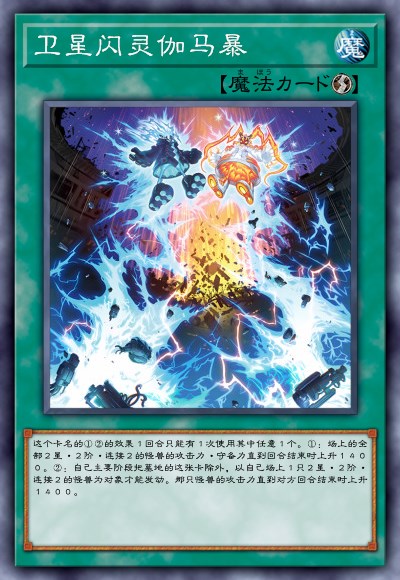 卫星闪灵伽马暴
魔
【魔法カード】
ま ほう
这个卡名的①②的效果1回合只能有1次使用其中任意1个。①：场上的全
部2星·2阶·连接2的怪兽的攻击力·守备力直到回合结束时上升140
0。②：自己主要阶段把墓地的这张卡除外，以自己场上1只2星·2阶·
连接2的怪兽为对象才能发动。那只怪兽的攻击力直到对方回合结束时上升
1400。